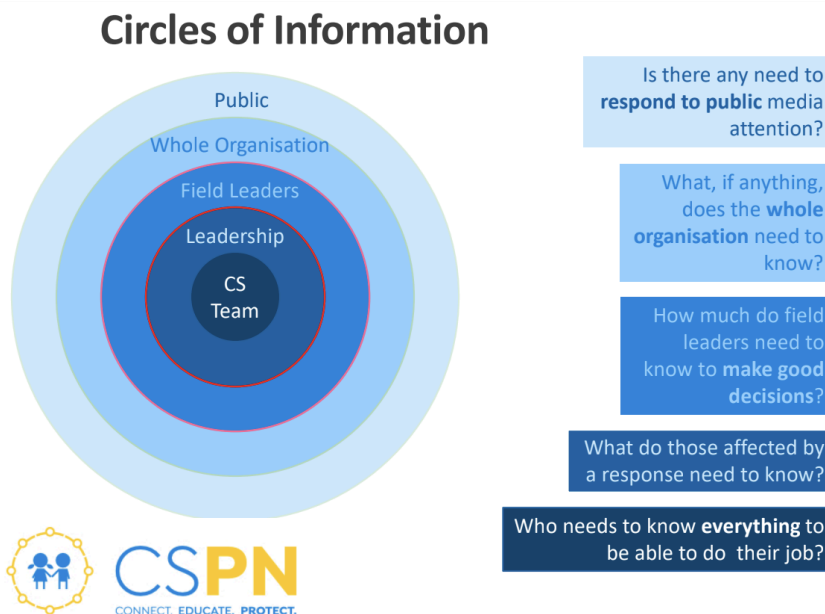 Circles of Information
Public
Whole Organisation
Field Leaders
Leadership
CS
Team
Is there any need to
respond to public media
attention?
What, if anything,
does the whole
organisation need to
know?
How much do field
leaders need to
know to make good
decisions?
What do those affected by
a response need to know?
Who needs to know everything to
be able to do their job?
CSPN
CONNECT. EDUCATE. PROTECT.